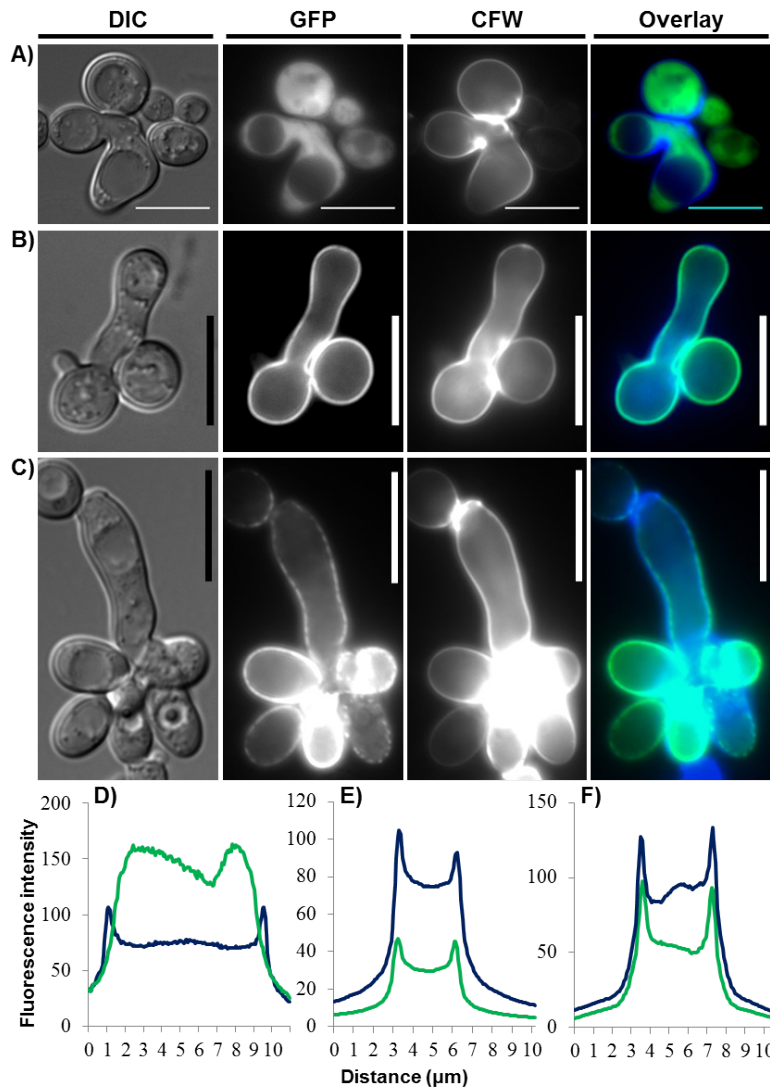 DIC GFP CFW Overlay
A)
B)
C)
D) E) F)
Fluorescence intensity
200
150
100
50
0
120
100
80
60
40
20
0
150
100
50
0
0 1 2 3 4 5 6 7 8 9 10
0 1 2 3 4 5 6 7 8 9 10
0 1 2 3 4 5 6 7 8 9 10
Distance (µm)